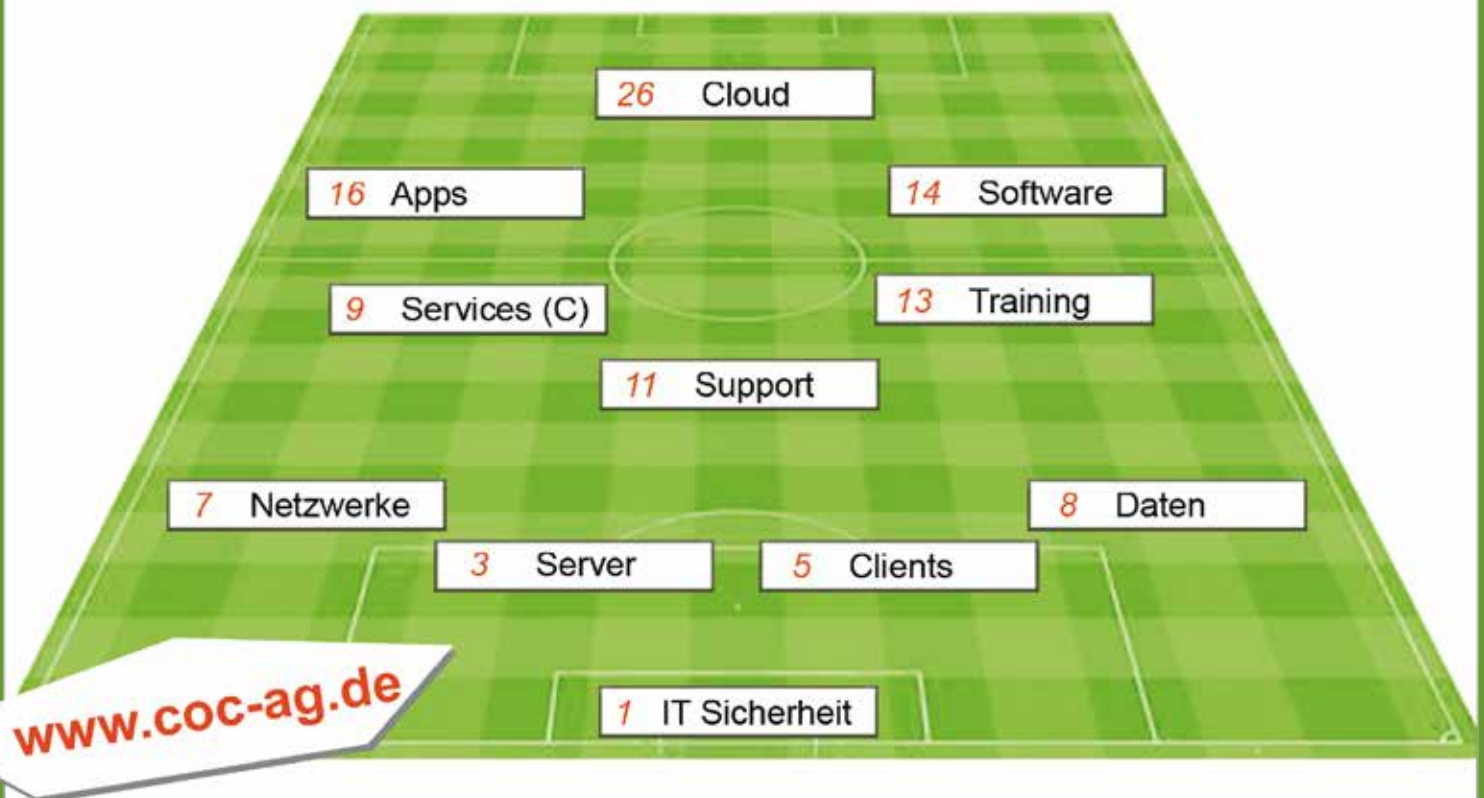 26 Cloud
16 Apps
14 Software
9 Services (C)
13 Training
11 Support
7 Netzwerke
8 Daten
3 Server
5 Clients
1 IT Sicherheit
www.coc-ag.de